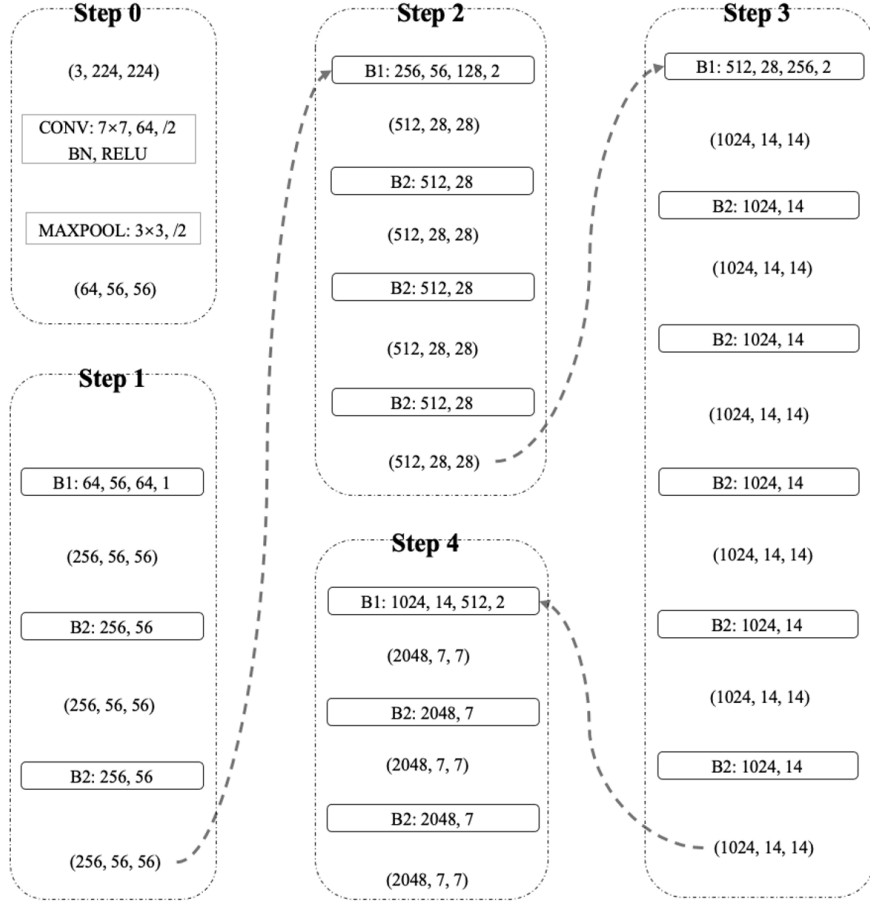 Step 0
(3, 224, 224)
CONV: 7×7, 64, /2
BN, RELU
MAXPOOL: 3×3, /2
(64, 56, 56)
Step 1
B1: 64, 56, 64, 1
(256, 56, 56)
B2: 256, 56
(256, 56, 56)
B2: 256, 56
(256, 56, 56)
Step 2
B1: 256, 56, 128, 2
(512, 28, 28)
B2: 512, 28
(512, 28, 28)
B2: 512, 28
(512, 28, 28)
B2: 512, 28
(512, 28, 28)
Step 3
B1: 512, 28, 256, 2
(1024, 14, 14)
B2: 1024, 14
(1024, 14, 14)
B2: 1024, 14
(1024, 14, 14)
B2: 1024, 14
(1024, 14, 14)
B2: 1024, 14
(1024, 14, 14)
B2: 1024, 14
(1024, 14, 14)
Step 4
B1: 1024, 14, 512, 2
(2048, 7, 7)
B2: 2048, 7
(2048, 7, 7)
B2: 2048, 7
(2048, 7, 7)